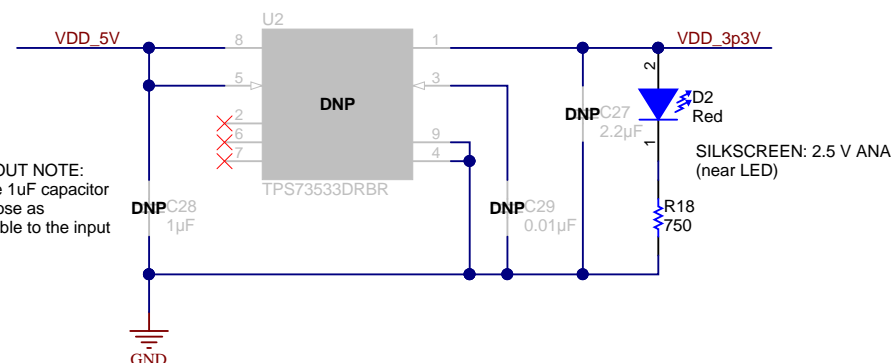 U2
VDD_5V
8
1
VDD_3p3V
5
3
2
DNP
D2
Red
DNP
C27
2.2µF
2
6
7
9
4
1
SILKSCREEN: 2.5 V ANA
(near LED)
OUT NOTE:
1uF capacitor
as
to the input
TPS73533DRBR
DNP
C28
1µF
DNP
C29
0.01µF
R18
750
GND